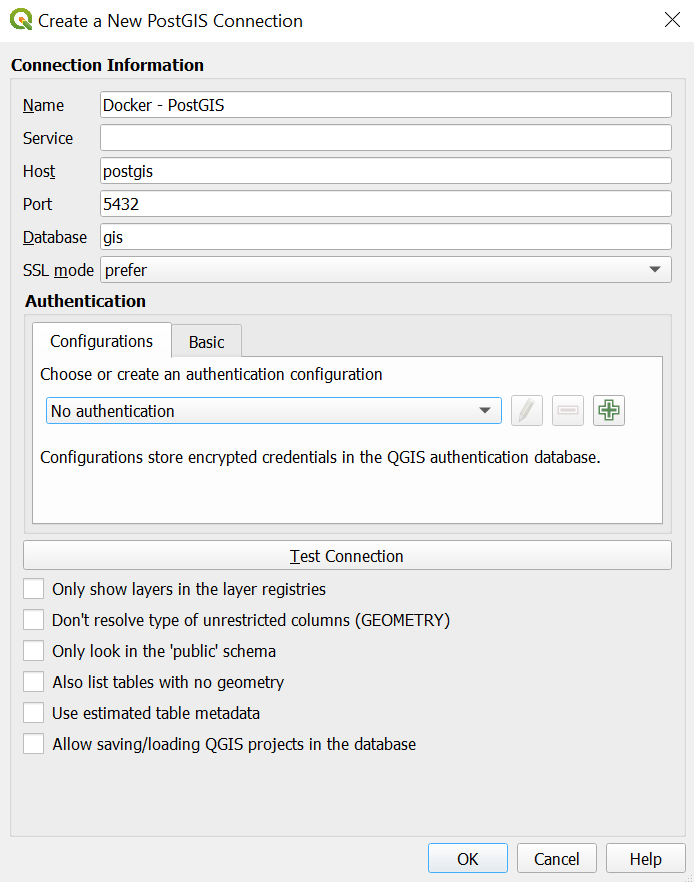 Create a New PostGIS Connection
Connection Information
Name Docker - PostGIS
Service
Host postgis
Port 5432
Database gis
SSL mode prefer
Authentication
Configurations Basic
Choose or create an authentication configuration
No authentication
Configurations store encrypted credentials in the QGIS authentication database.
Test Connection
Only show layers in the layer registries
Don't resolve type of unrestricted columns (GEOMETRY)
Only look in the 'public' schema
Also list tables with no geometry
Use estimated table metadata
Allow saving/loading QGIS projects in the database
OK Cancel Help